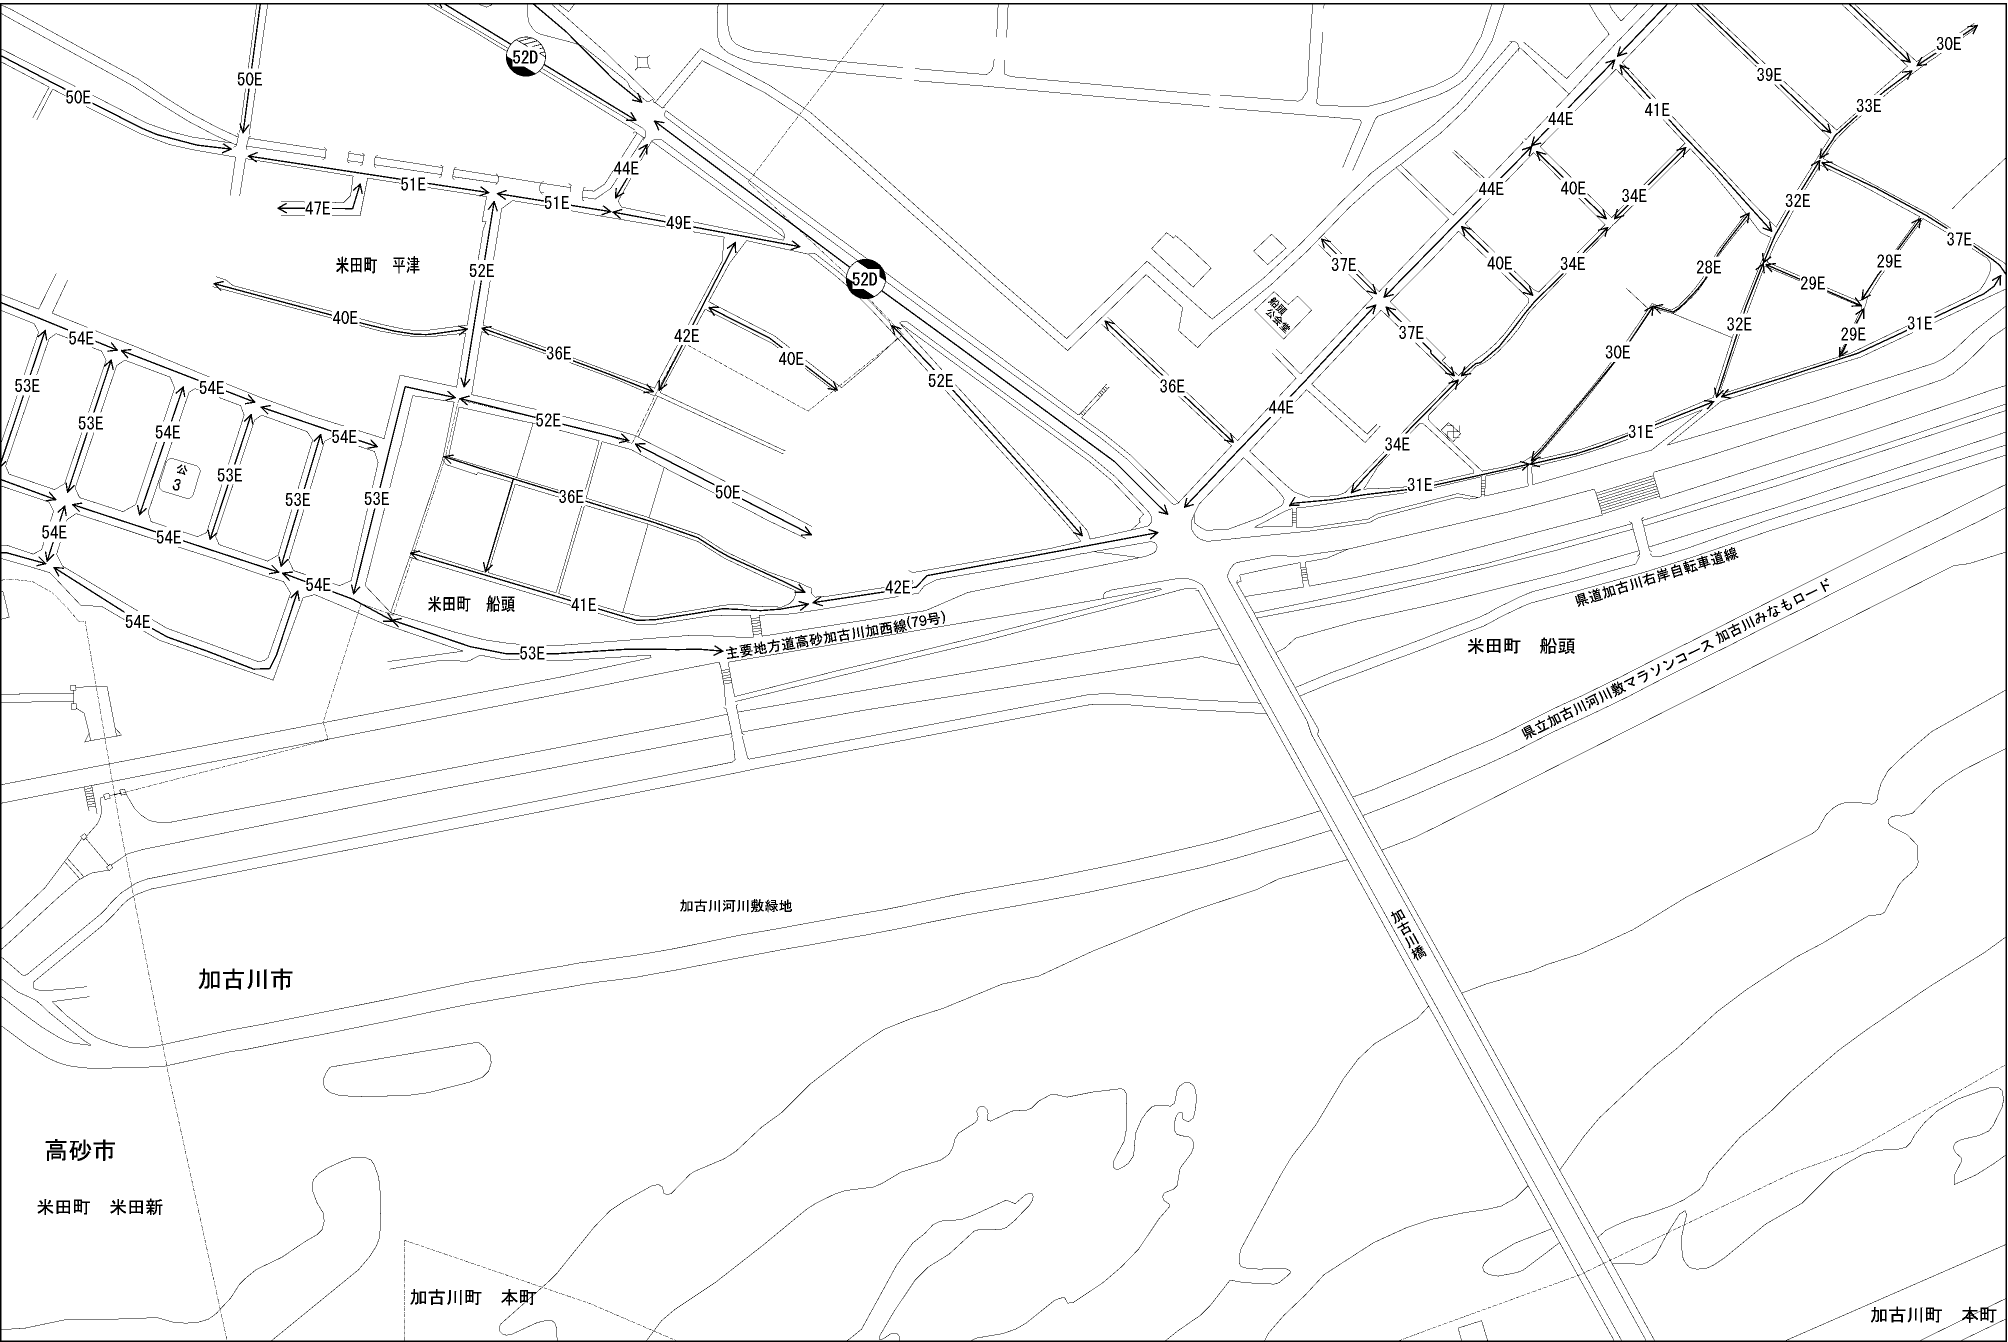 30E
52D
39E
50E
50E
33E
41E
44E
44E
51E
47E
51E
49E
44E
40E
34E
32E
37E
米田町　平津
52E
37E
40E
34E
28E
29E
29E
52D
40E
42E
船頭
公会堂
32E
31E
54E
36E
40E
37E
30E
29E
53E
54E
52E
36E
44E
53E
54E
54E
52E
31E
34E
公
3
53E
53E
53E
36E
50E
31E
54E
54E
54E
42E
県道加古川右岸自転車道線
米田町　船頭
41E
54E
主要地方道高砂加古川加西線(79号)
53E
米田町　船頭
県立加古川河川敷マラソンコース 加古川みなもロード
加古川河川敷緑地
加古川橋
加古川市
高砂市
米田町　米田新
加古川町　本町
加古川町　本町